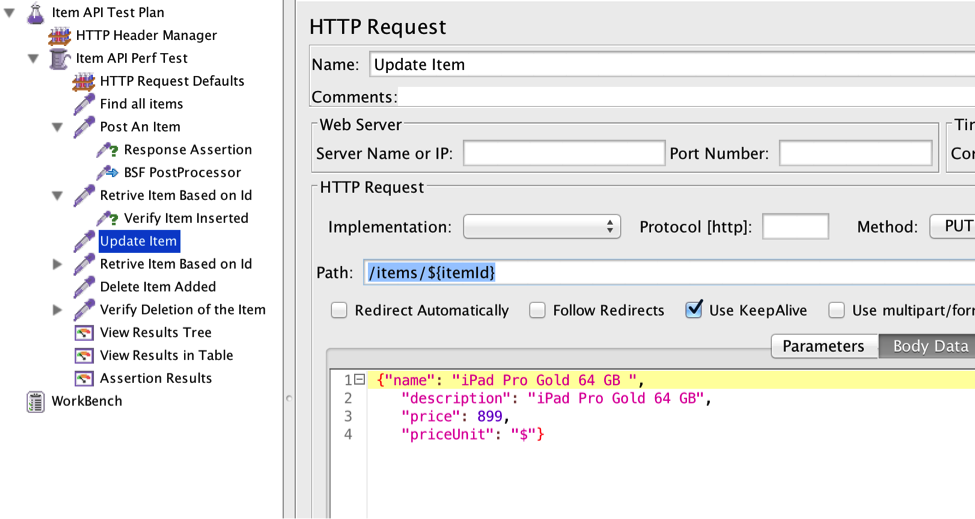 Item API Test Plan
HTTP Header Manager
Item API Perf Test
HTTP Request Defaults
Find all items
Post An Item
Response Assertion
BSF PostProcessor
Retrive Item Based on Id
Verify Item Inserted
Update Item
Retrive Item Based on Id
Delete Item Added
Verify Deletion of the Item
View Results Tree
View Results in Table
Assertion Results
WorkBench
HTTP Request
Name: Update Item
Comments:
Web Server
Tir
Server Name or IP: Port Number: Co
HTTP Request
Implementation: Protocol [http]: Method: PUT
Path: /items/${itemId}
Redirect Automatically Follow Redirects Use KeepAlive Use multipart/for
Parameters Body Data
1 {"name": "iPad Pro Gold 64 GB ",
2 "description": "iPad Pro Gold 64 GB",
3 "price": 899,
4 "priceUnit": "$"}